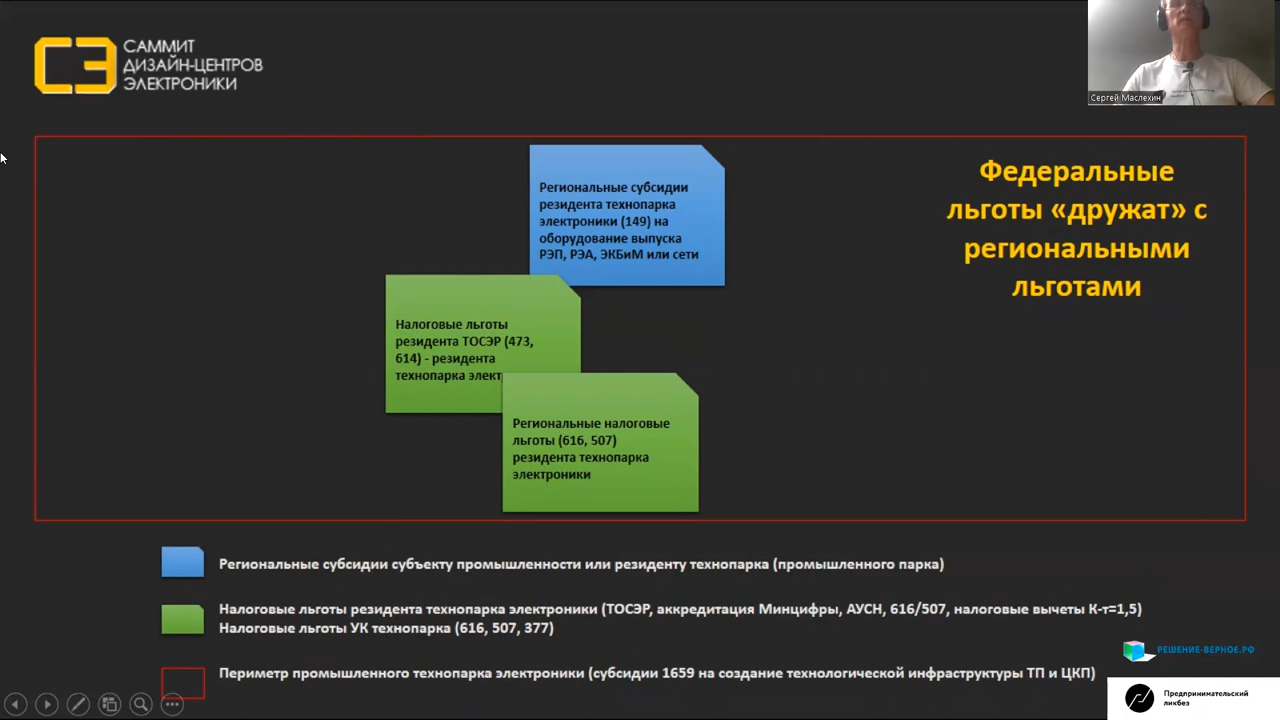 САММИТ
ДИЗАЙН-ЦЕНТРОВ
ЭЛЕКТРОНИКИ
Сергей Маслехин
Федеральные
льготы «дружат» с
региональными
льготами
Региональные субсидии
резидента технопарка
электроники (149) на
оборудование выпуска
РЭП, РЭА, ЭКБиМ или сети
Налоговые льготы
резидента ТОСЭР (473,
614) - резидента
технопарка элект
Региональные налоговые
льготы (616, 507)
резидента технопарка
электроники
Региональные субсидии субъекту промышленности или резиденту технопарка (промышленного парка)
Налоговые льготы резидента технопарка электроники (ТОСЭР, аккредитация Минцифры, АУСН, 616/507, налоговые вычеты К-т=1,5)
Налоговые льготы УК технопарка (616, 507, 377)
Периметр промышленного технопарка электроники (субсидии 1659 на создание технологической инфраструктуры ТП и ЦКП)
РЕШЕНИЕ-ВЕРНОЕ.РФ
Предпринимательский
ликбез